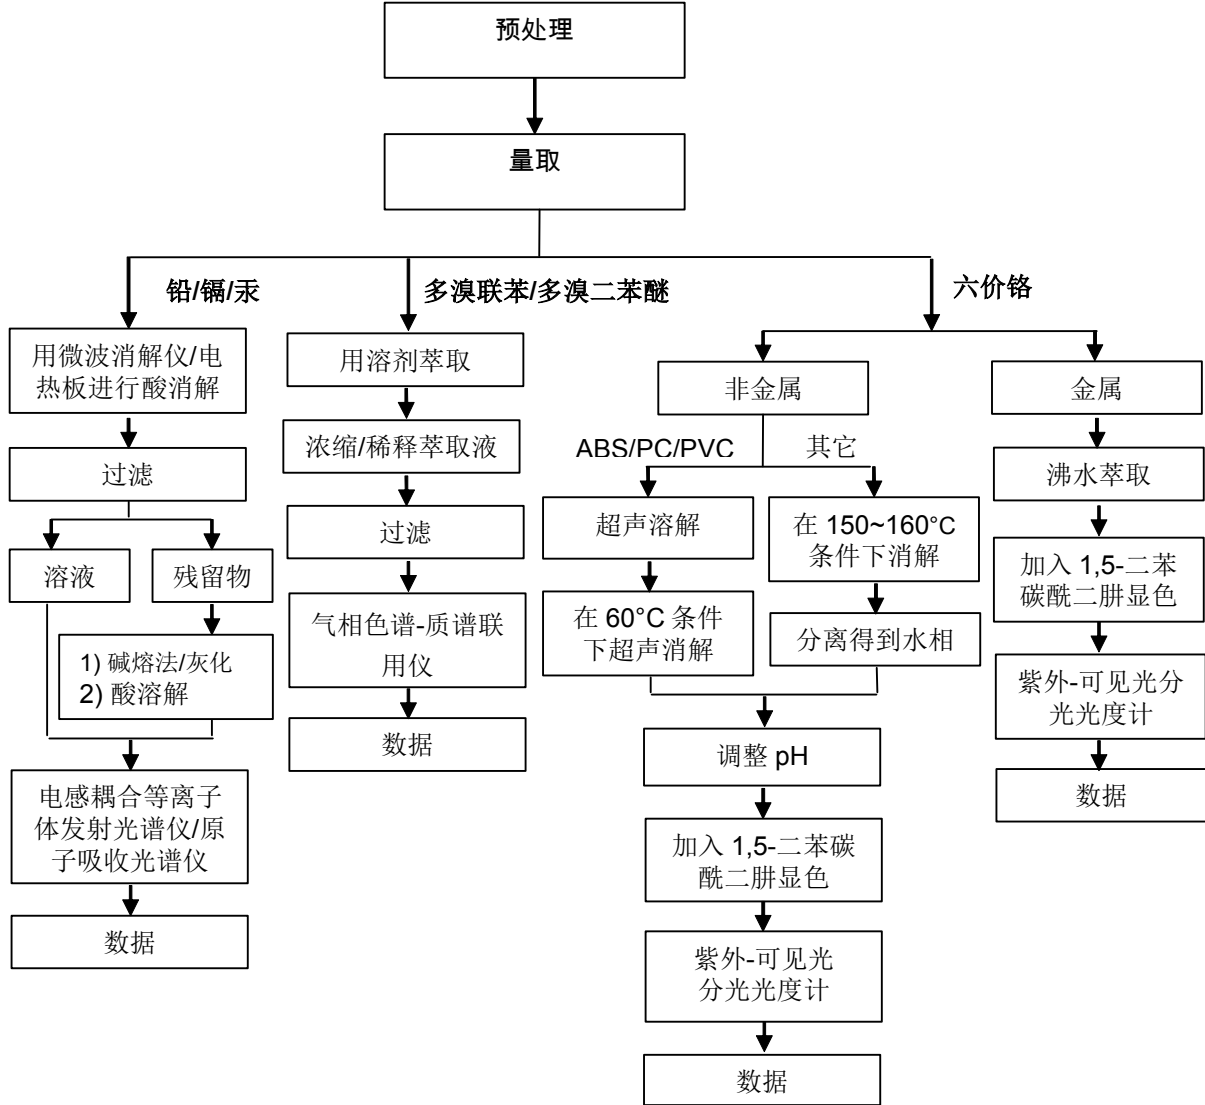 预处理
量取
铅/镉/汞
多溴联苯/多溴二苯醚
六价铬
用微波消解仪/电
热板进行酸消解
过滤
溶液
残留物
1) 碱熔法/灰化
2) 酸溶解
电感耦合等离子
体发射光谱仪/原
子吸收光谱仪
数据
用溶剂萃取
浓缩/稀释萃取液
过滤
气相色谱-质谱联
用仪
数据
非金属
ABS/PC/PVC
其它
超声溶解
在 60°C 条件
下超声消解
在 150~160°C
条件下消解
分离得到水相
调整 pH
加入 1,5-二苯碳
酰二肼显色
紫外-可见光
分光光度计
数据
金属
沸水萃取
加入 1,5-二苯
碳酰二肼显色
紫外-可见光分
光光度计
数据